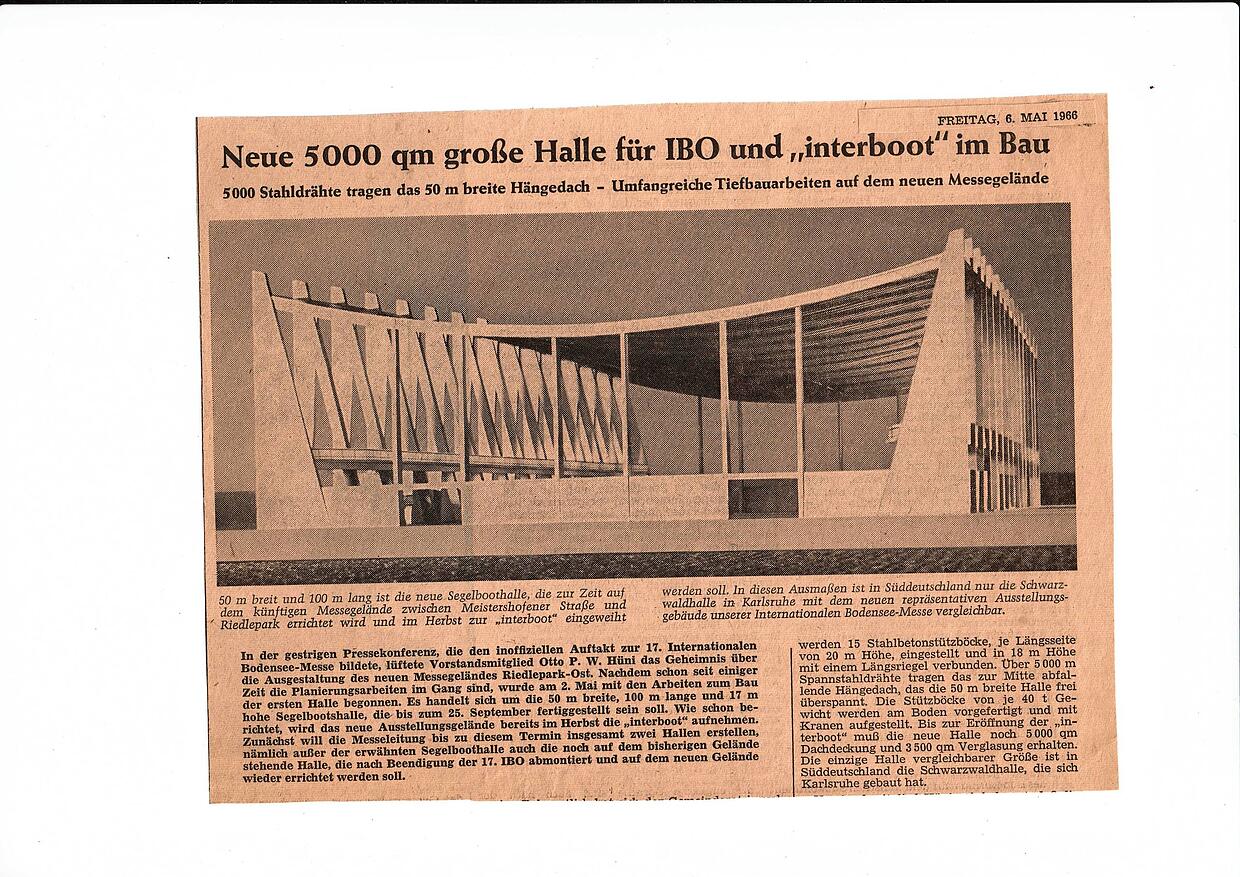 FREITAG, 6. MAI 1966
Neue 5000 qm große Halle für IBO und „interboot“ im Bau
5000 Stahldrähte tragen das 50 m breite Hängedach – Umfangreiche Tiefbauarbeiten auf dem neuen Messegelände
50 m breit und 100 m lang ist die neue Segelboothalle, die zur Zeit auf
dem künftigen Messegelände zwischen Meistershofener Straße und
Riedlepark errichtet wird und im Herbst zur „interboot“ eingeweiht
werden soll. In diesen Ausmaßen ist in Süddeutschland nur die Schwarz-
waldhalle in Karlsruhe mit dem neuen repräsentativen Ausstellungs-
gebäude unserer Internationalen Bodensee-Messe vergleichbar.
In der gestrigen Pressekonferenz, die den inoffiziellen Auftakt zur 17. Internationalen
Bodensee-Messe bildete, lüftete Vorstandsmitglied Otto P. W. Hüni das Geheimnis über
die Ausgestaltung des neuen Messegeländes Riedlepark-Ost. Nachdem schon seit einiger
Zeit die Planierungsarbeiten im Gang sind, wurde am 2. Mai mit den Arbeiten zum Bau
der ersten Halle begonnen. Es handelt sich um die 50 m breite, 100 m lange und 17 m
hohe Segelbootshalle, die bis zum 25. September fertiggestellt sein soll. Wie schon be-
richtet, wird das neue Ausstellungsgelände bereits im Herbst die „interboot“ aufnehmen.
Zunächst will die Messeleitung bis zu diesem Termin insgesamt zwei Hallen erstellen,
nämlich außer der erwähnten Segelboothalle auch die noch auf dem bisherigen Gelände
stehende Halle, die nach Beendigung der 17. IBO abmontiert und auf dem neuen Gelände
wieder errichtet werden soll.
werden 15 Stahlbetonstützböcke, je Längsseite
von 20 m Höhe, eingestellt und in 18 m Höhe
mit einem Längsriegel verbunden. Über 5 000 m
Spannstahldrähte tragen das zur Mitte abfal-
lende Hängedach, das die 50 m breite Halle frei
überspannt. Die Stützböcke von je 40 t Ge-
wicht werden am Boden vorgefertigt und mit
Kranen aufgestellt. Bis zur Eröffnung der „in-
terboot“ muß die neue Halle noch 5 000 qm
Dachdeckung und 3 500 qm Verglasung erhalten.
Die einzige Halle vergleichbarer Größe ist in
Süddeutschland die Schwarzwaldhalle, die sich
Karlsruhe gebaut hat.